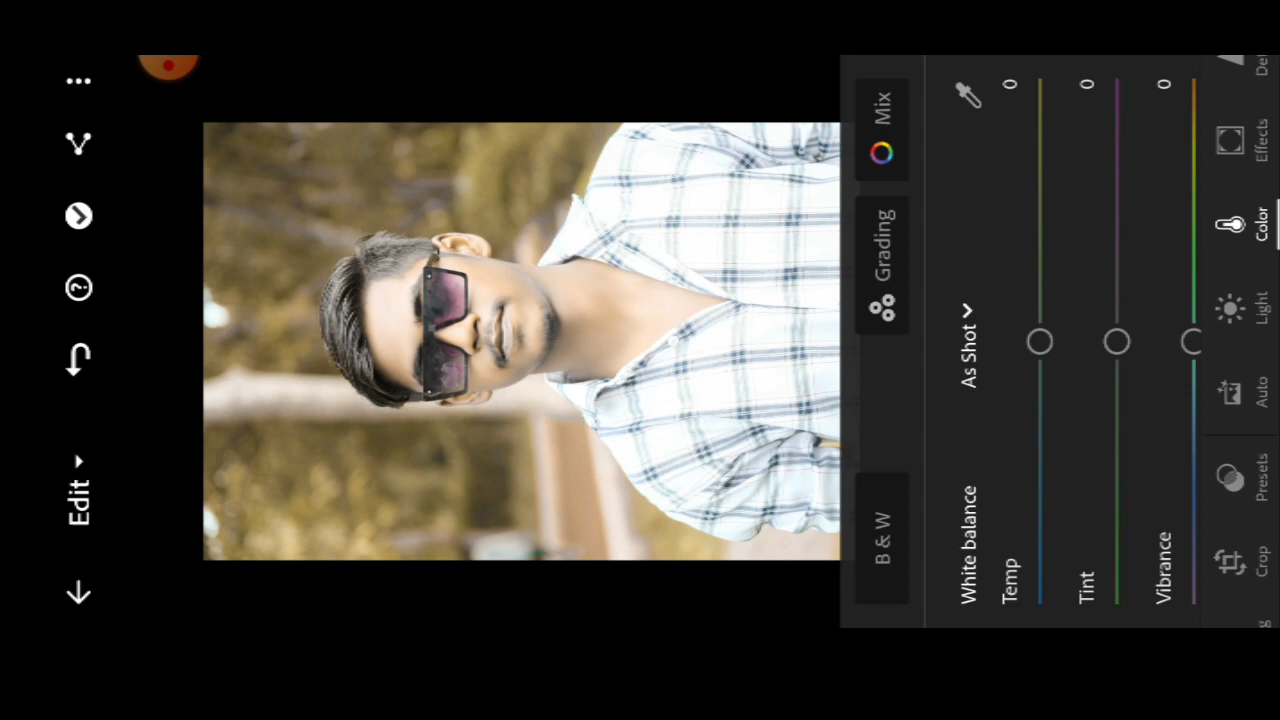 Edit
B & W Grading Mix
White balance As Shot
Temp 0
Tint 0
Vibrance 0
Crop Presets Auto Light Color Effects